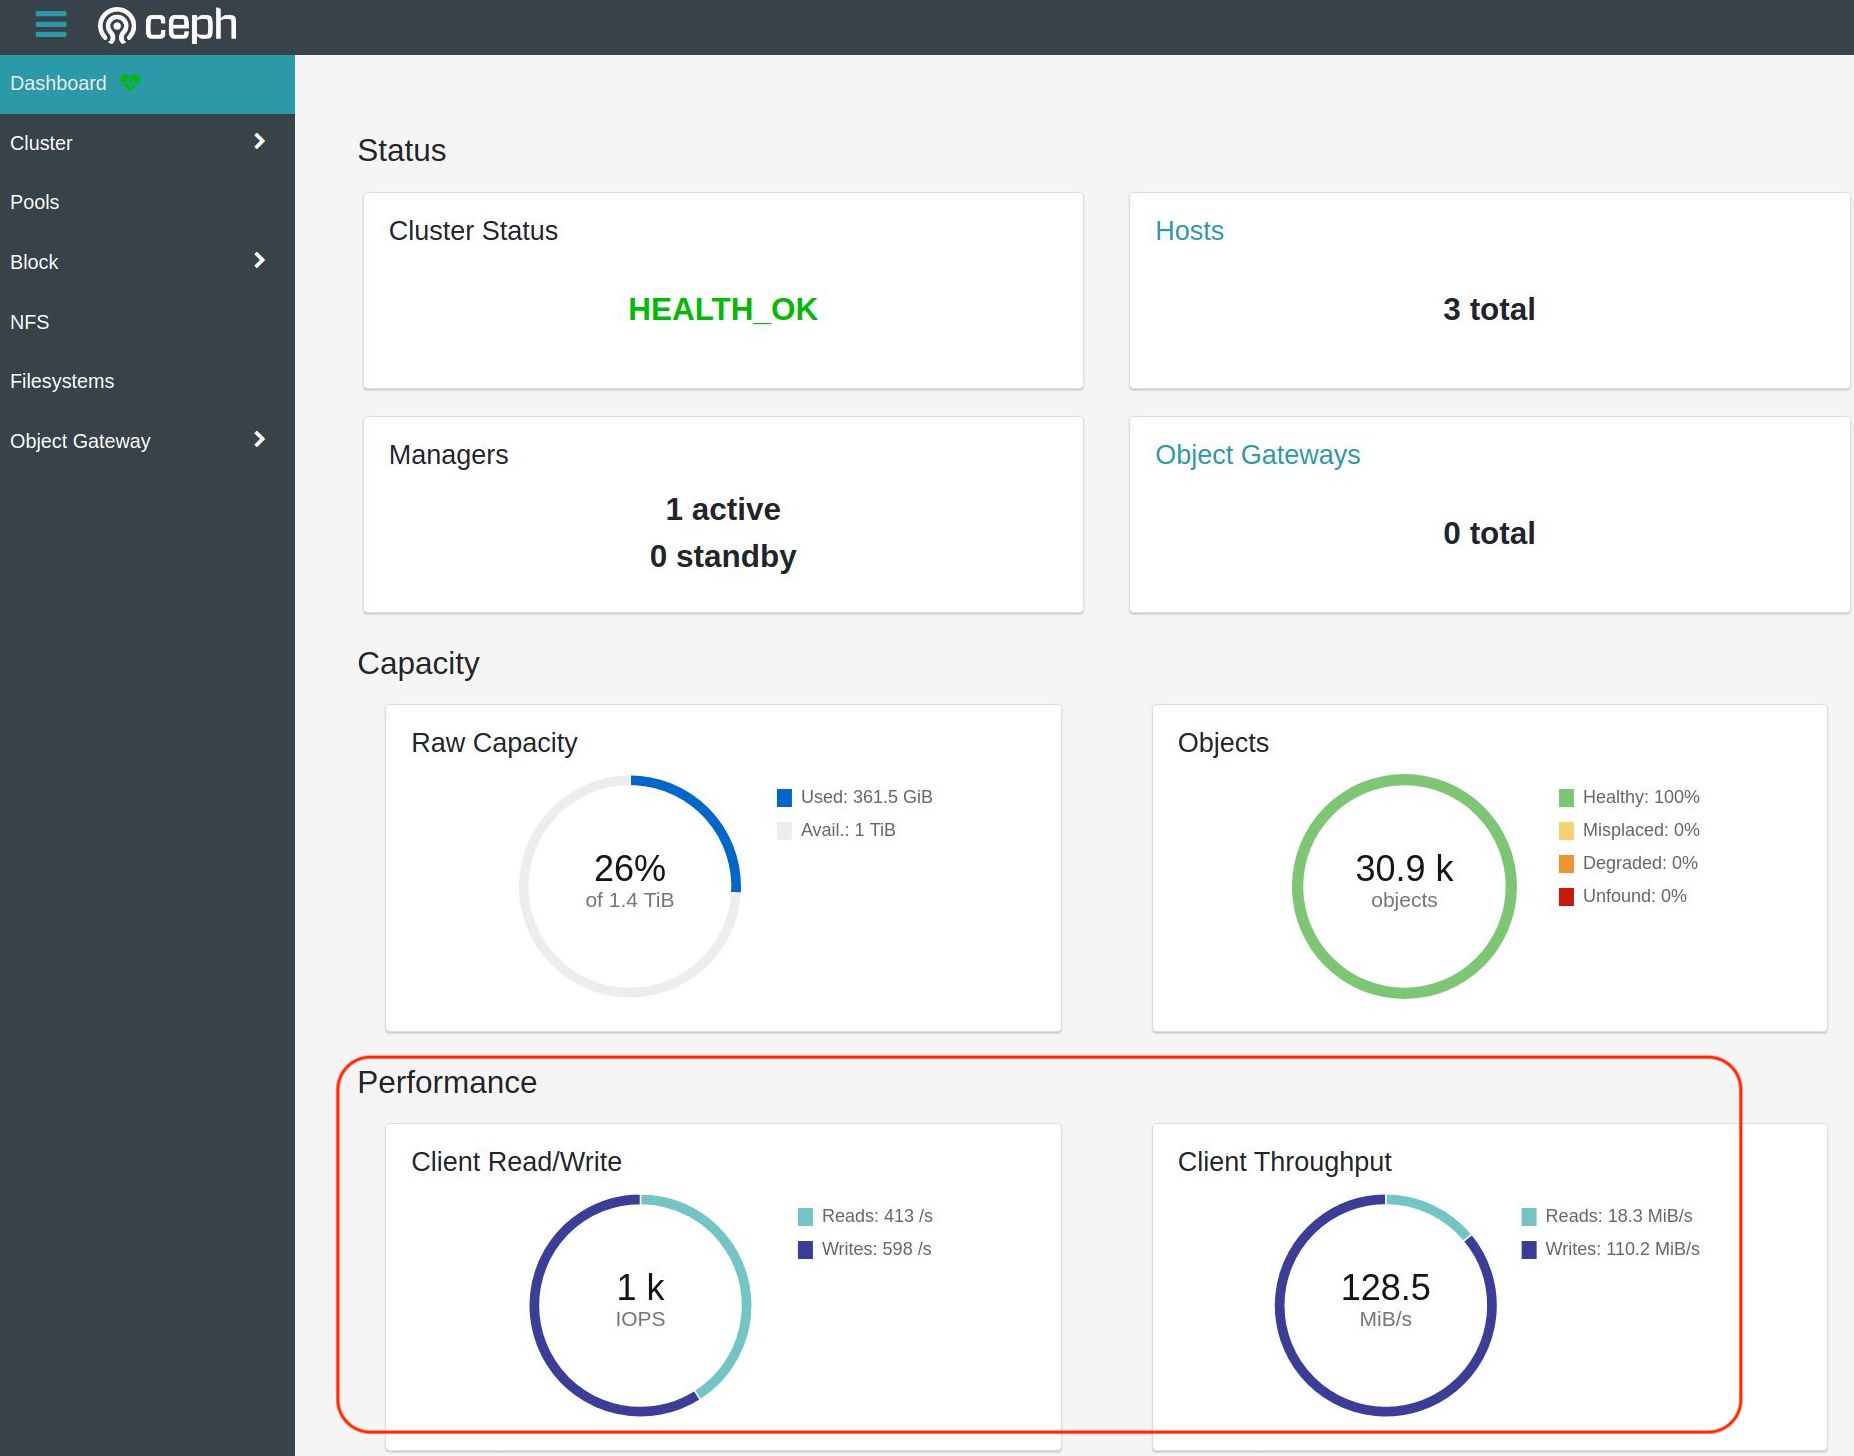 ceph
Dashboard
Cluster
Pools
Block
NFS
Filesystems
Object Gateway
Status
Cluster Status
HEALTH_OK
Hosts
3 total
Managers
1 active
0 standby
Object Gateways
0 total
Capacity
Raw Capacity
26%
of 1.4 TiB
Used: 361.5 GiB
Avail.: 1 TiB
Objects
30.9 k
objects
Healthy: 100%
Misplaced: 0%
Degraded: 0%
Unfound: 0%
Performance
Client Read/Write
1 k
IOPS
Reads: 413 /s
Writes: 598 /s
Client Throughput
128.5
MiB/s
Reads: 18.3 MiB/s
Writes: 110.2 MiB/s